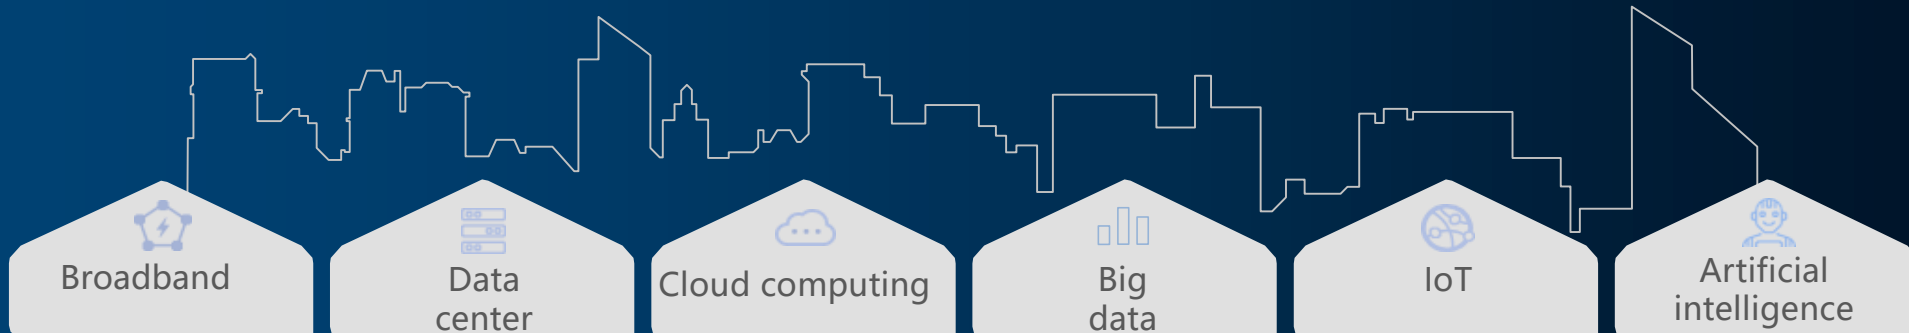 Broadband
Data
center
Cloud computing
Big
data
IoT
Artificial
intelligence